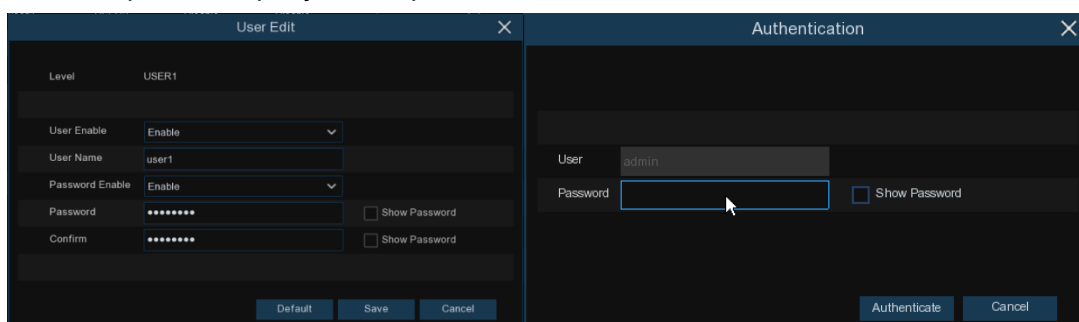 User Edit
Level USER1
User Enable Enable
User Name user1
Password Enable Enable
Password •••••••• Show Password
Confirm •••••••• Show Password
Default Save Cancel
Authentication
User admin
Password Show Password
Authenticate Cancel